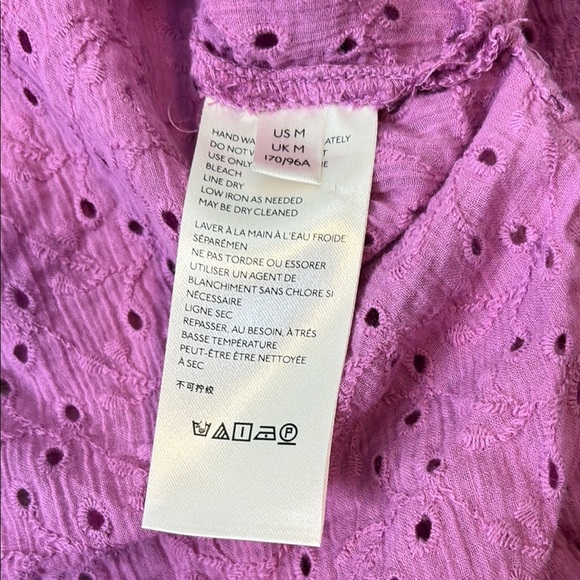 US M
UK M
170/96A
HAND WA ATELY
DO NOT
USE ONLY
BLEACH
LINE DRY
LOW IRON AS NEEDED
MAY BE DRY CLEANED
LAVER À LA MAIN À L'EAU FROIDE
SÉPARÉMEN
NE PAS TORDRE OU ESSORER
UTILISER UN AGENT DE
BLANCHIMENT SANS CHLORE SI
NÉCESSAIRE
LIGNE SEC
REPASSER, AU BESOIN, À TRÉS
BASSE TEMPÉRATURE
PEUT-ÊTRE ÊTRE NETTOYÉE
À SEC
不可拧绞